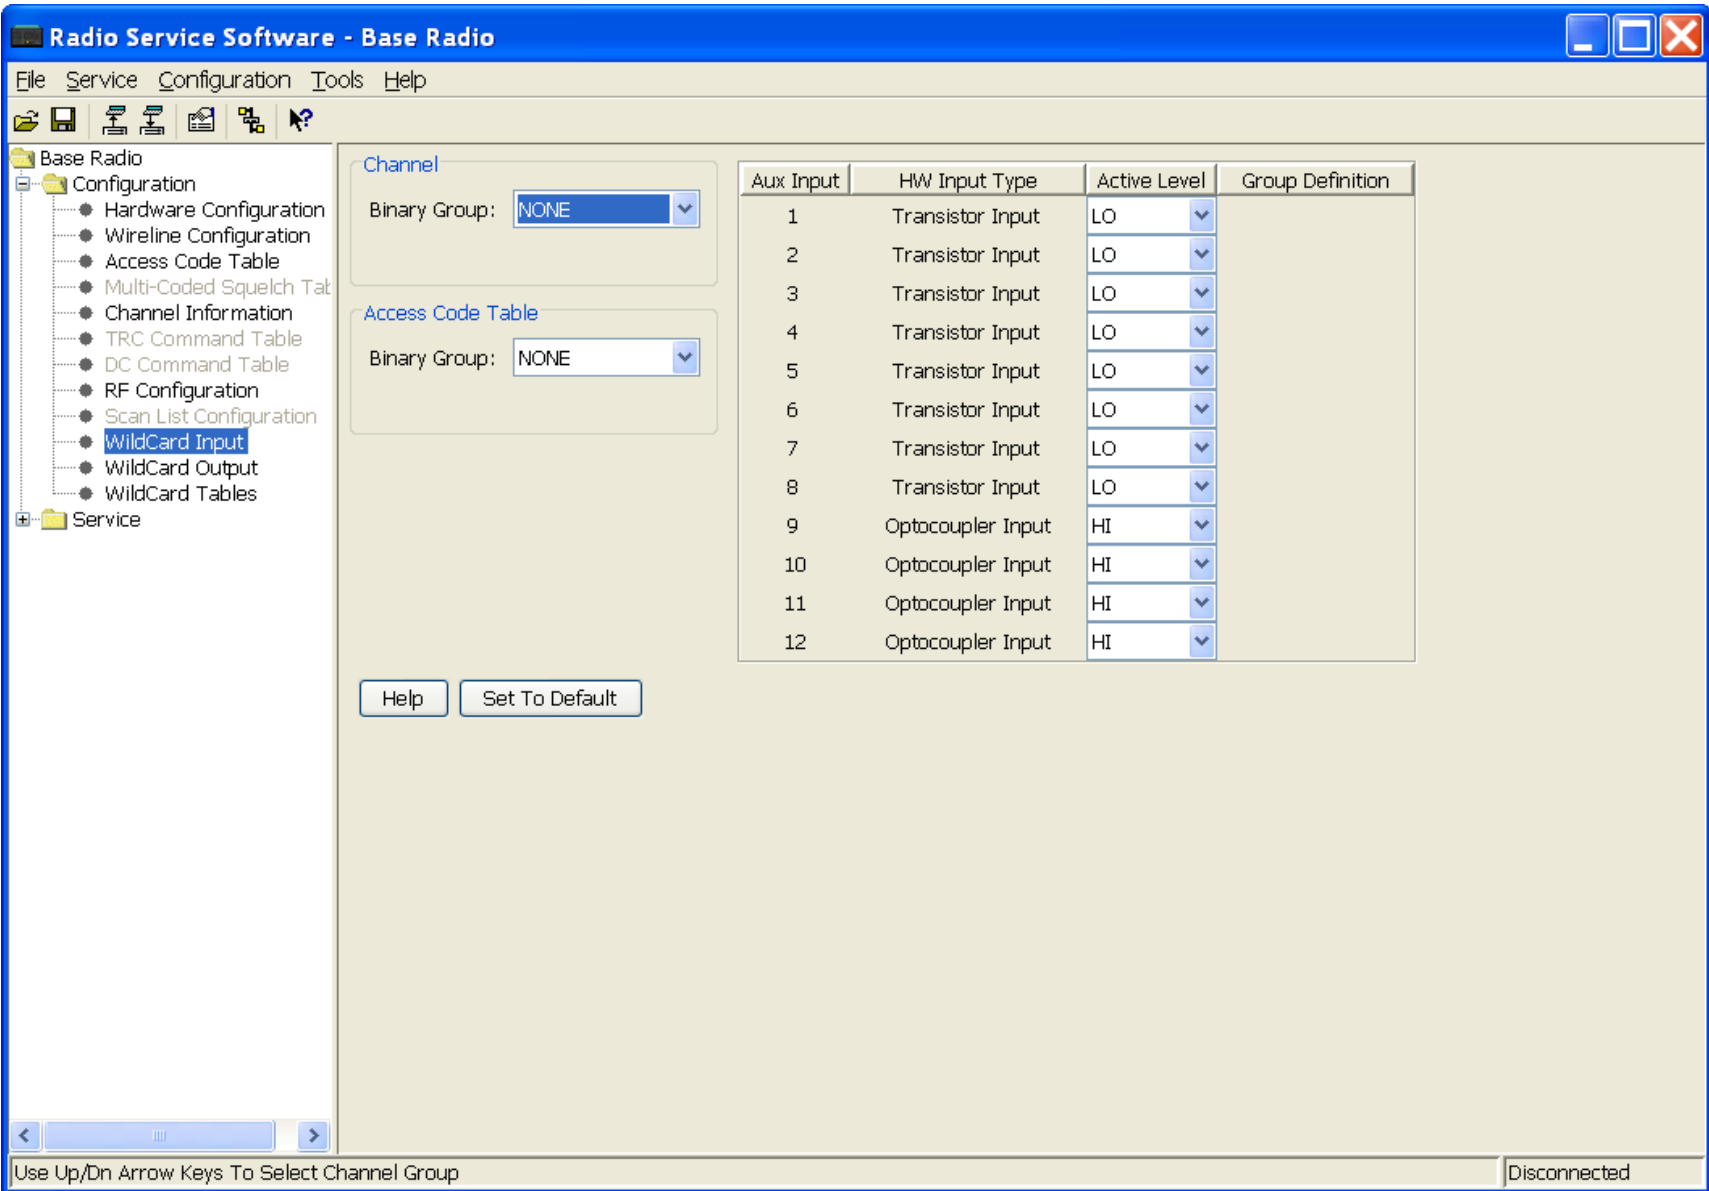 Radio Service Software - Base Radio
File Service Configuration Tools Help
Base Radio
Configuration
Hardware Configuration
Wireline Configuration
Access Code Table
Multi-Coded Squelch Tab
Channel Information
TRC Command Table
DC Command Table
RF Configuration
Scan List Configuration
WildCard Input
WildCard Output
WildCard Tables
Service
Channel
Binary Group: NONE
Access Code Table
Binary Group: NONE
Aux Input HW Input Type Active Level Group Definition
1 Transistor Input LO
2 Transistor Input LO
3 Transistor Input LO
4 Transistor Input LO
5 Transistor Input LO
6 Transistor Input LO
7 Transistor Input LO
8 Transistor Input LO
9 Optocoupler Input HI
10 Optocoupler Input HI
11 Optocoupler Input HI
12 Optocoupler Input HI
Help Set To Default
Use Up/Dn Arrow Keys To Select Channel Group Disconnected